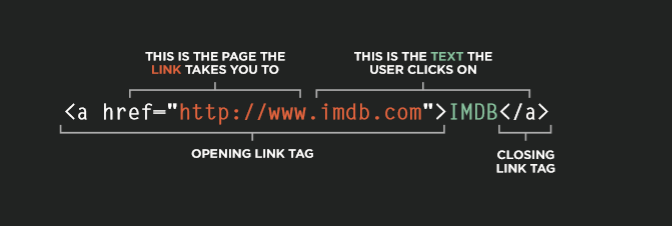 THIS IS THE PAGE THE
LINK TAKES YOU TO
THIS IS THE TEXT THE
USER CLICKS ON
<a href="http://www.imdb.com">IMDB</a>
OPENING LINK TAG
CLOSING
LINK TAG